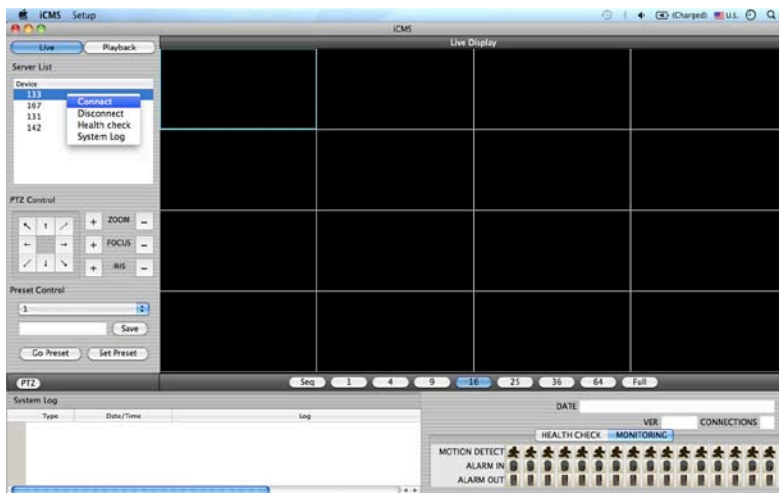 iCMS Setup
(Charged) U.S.
iCMS
Live Playback
Live Display
Server List
Device
133
167
131
142
Connect
Disconnect
Health check
System Log
PTZ Control
+ ZOOM −
+ FOCUS −
+ IRIS −
Preset Control
1
Save
Go Preset Set Preset
PTZ
Seq 1 4 9 16 25 36 64 Full
System Log
Type Date/Time Log
DATE
VER CONNECTIONS
HEALTH CHECK MONITORING
MOTION DETECT
ALARM IN
ALARM OUT